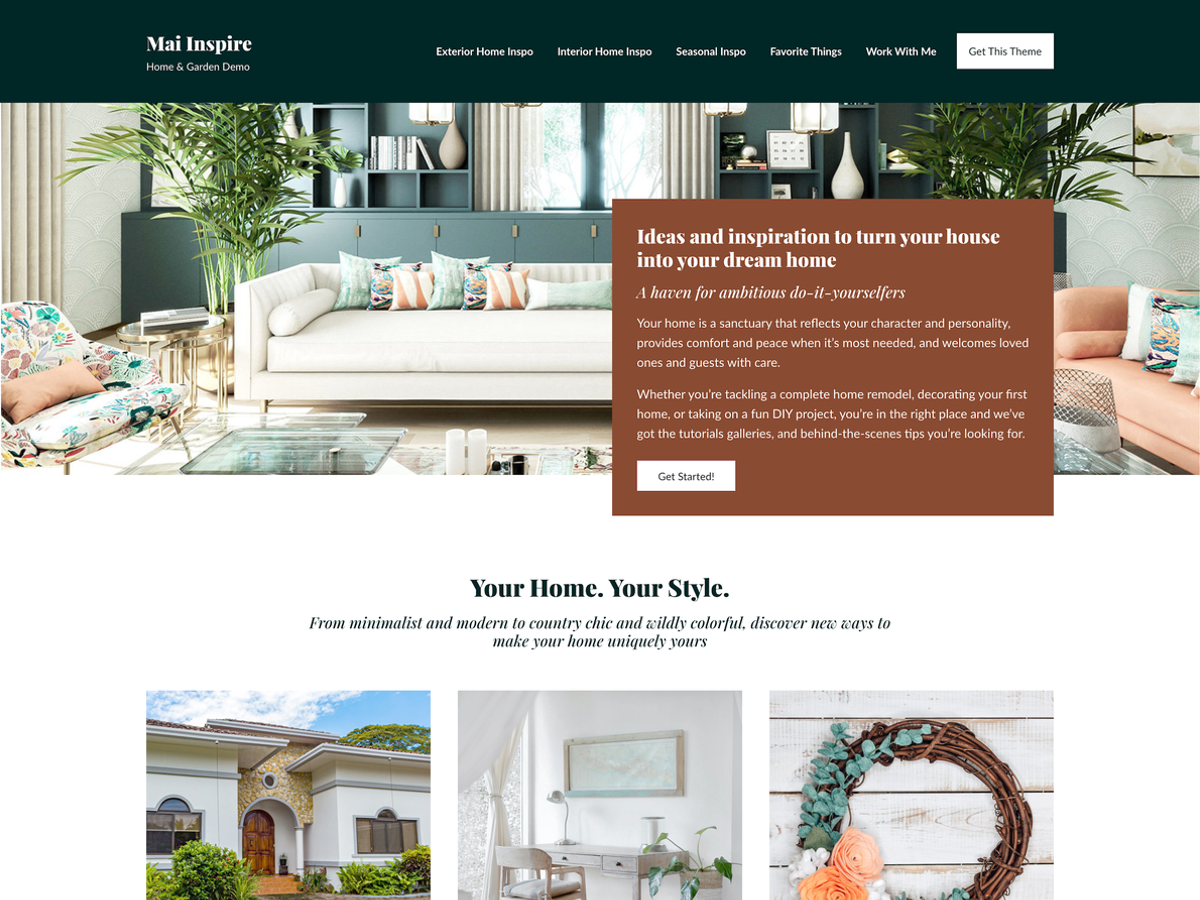 Mai Inspire
Home & Garden Demo
Exterior Home Inspo
Interior Home Inspo
Seasonal Inspo
Favorite Things
Work With Me
Get This Theme
Ideas and inspiration to turn your house
into your dream home
A haven for ambitious do-it-yourselfers
Your home is a sanctuary that reflects your character and personality,
provides comfort and peace when it's most needed, and welcomes loved
ones and guests with care.
Whether you're tackling a complete home remodel, decorating your first
home, or taking on a fun DIY project, you're in the right place and we've
got the tutorials galleries, and behind-the-scenes tips you're looking for.
Get Started!
Your Home. Your Style.
From minimalist and modern to country chic and wildly colorful, discover new ways to
make your home uniquely yours